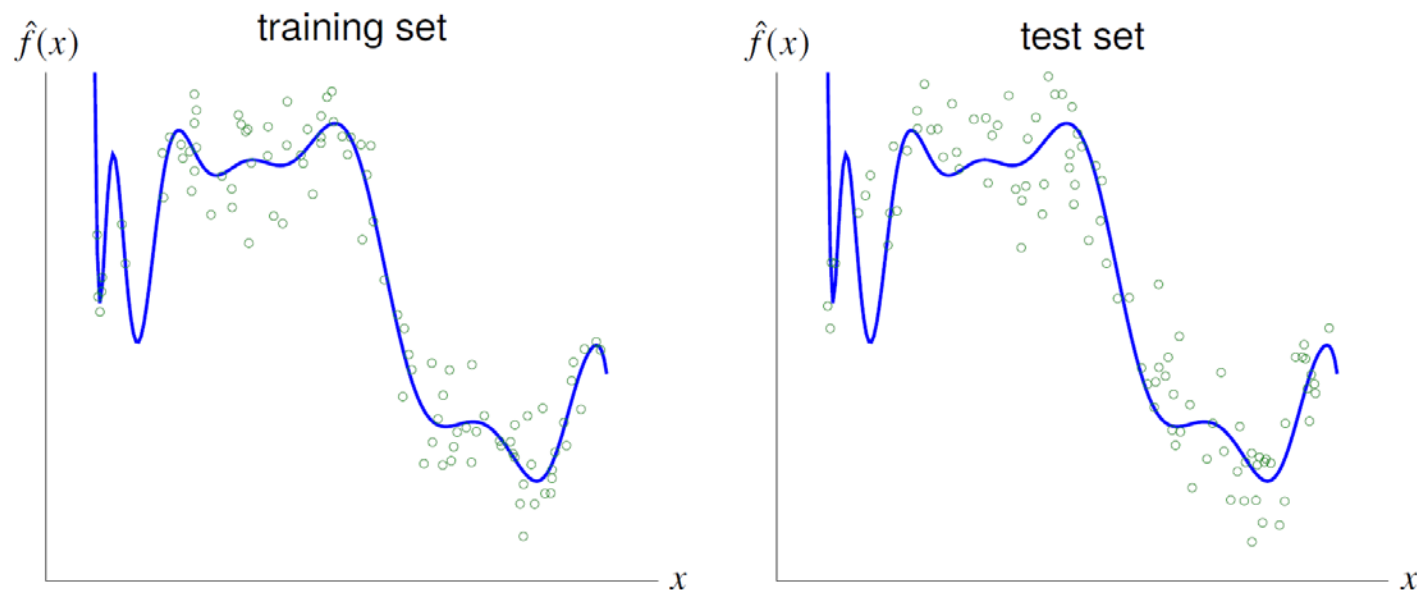 training set
f̂(x)
x
test set
f̂(x)
x